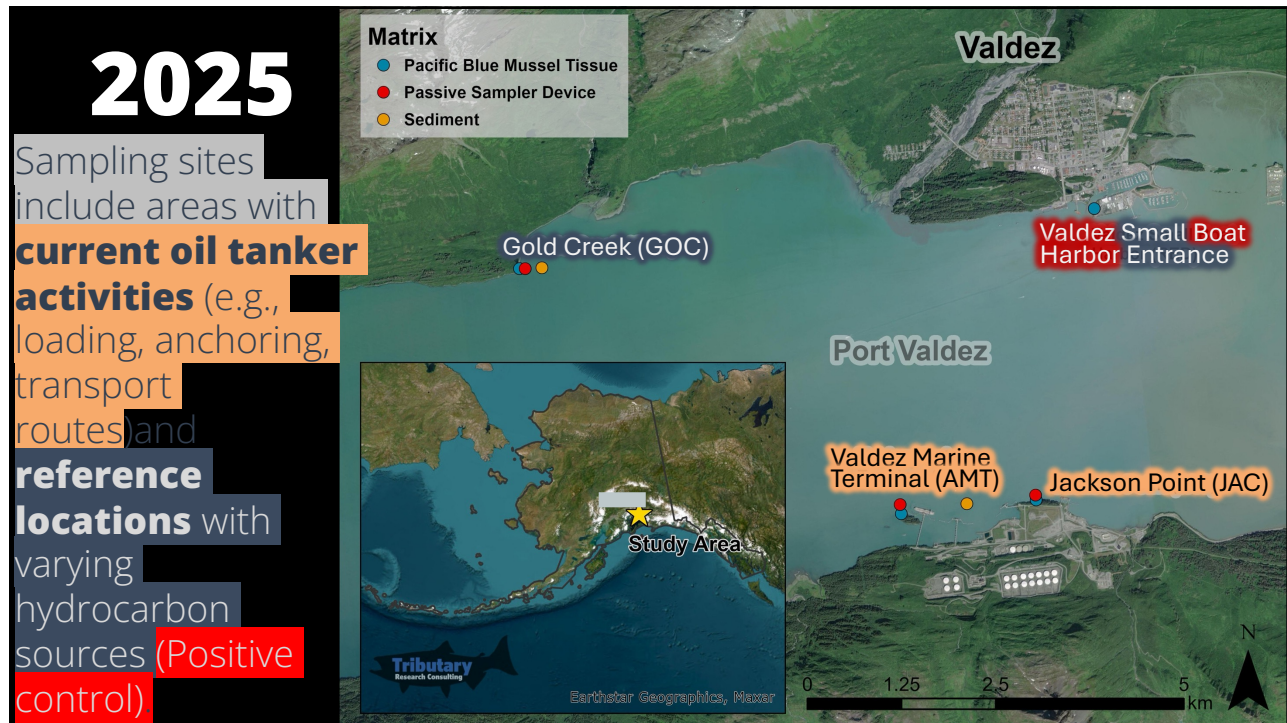 2025
Sampling sites
include areas with
current oil tanker
activities (e.g.,
loading, anchoring,
transport
routes)and
reference
locations with
varying
hydrocarbon
sources (Positive
control).
Matrix
Pacific Blue Mussel Tissue
Passive Sampler Device
Sediment
Valdez
Gold Creek (GOC)
Valdez Small Boat
Harbor Entrance
Port Valdez
Valdez Marine
Terminal (AMT)
Jackson Point (JAC)
Study Area
Tributary
Research Consulting
Earthstar Geographics, Maxar
N
0 1.25 2.5 5
km